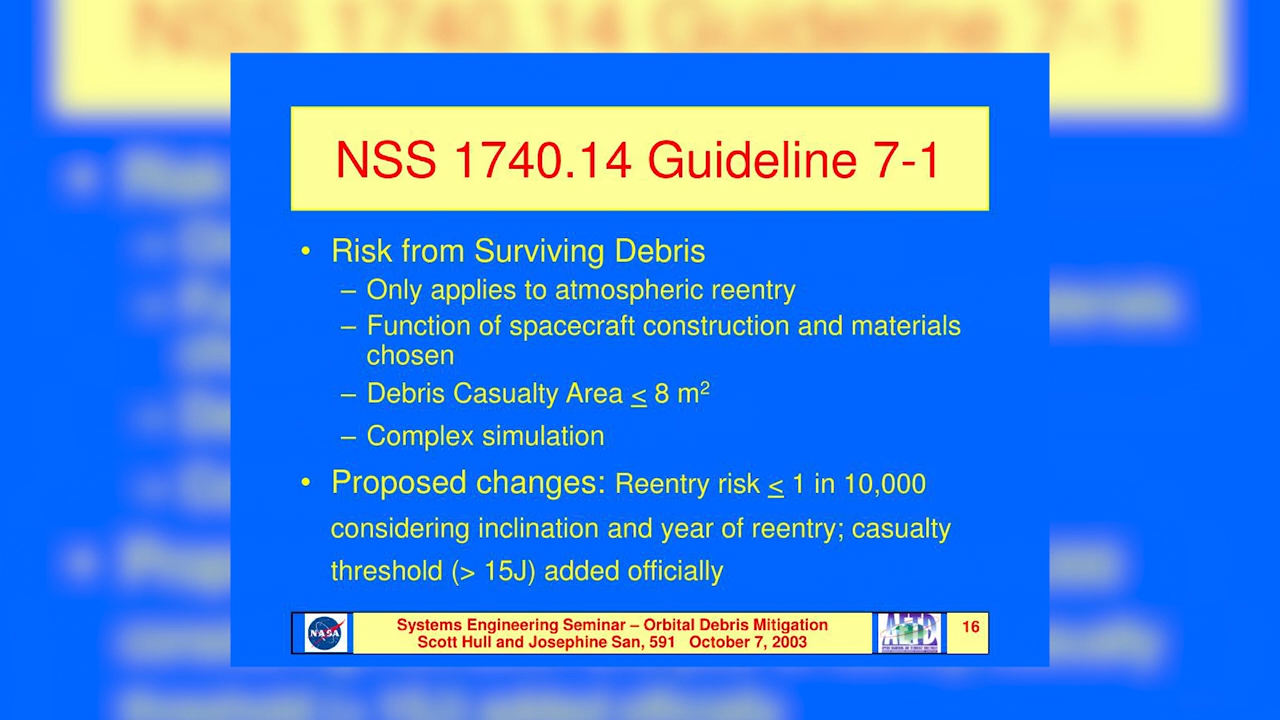 NSS 1740.14 Guideline 7-1
• Risk from Surviving Debris
– Only applies to atmospheric reentry
– Function of spacecraft construction and materials
chosen
– Debris Casualty Area ≤ 8 m²
– Complex simulation
• Proposed changes: Reentry risk ≤ 1 in 10,000
considering inclination and year of reentry; casualty
threshold (> 15J) added officially
NASA
Systems Engineering Seminar – Orbital Debris Mitigation
Scott Hull and Josephine San, 591 October 7, 2003
AETD
16